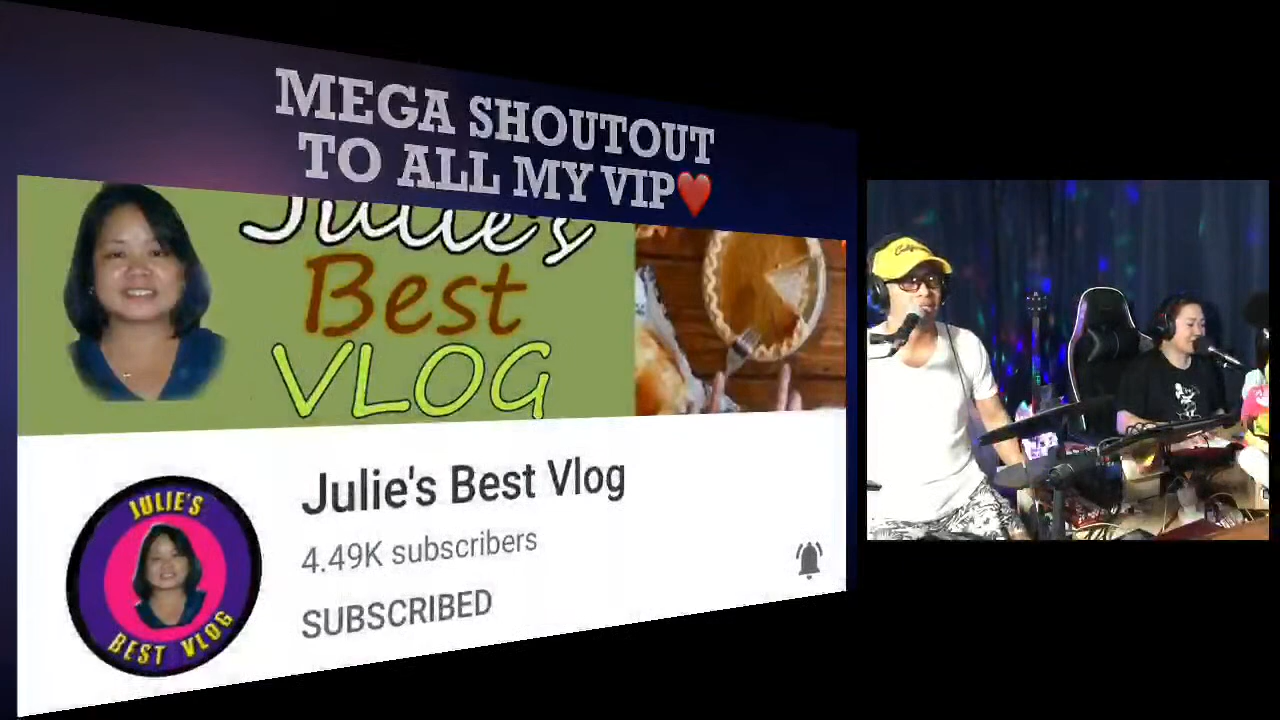 MEGA SHOUTOUT
TO ALL MY VIP❤️
Julie's
Best
VLOG
Julie's Best Vlog
4.49K subscribers
SUBSCRIBED
JULIE'S
BEST VLOG
California